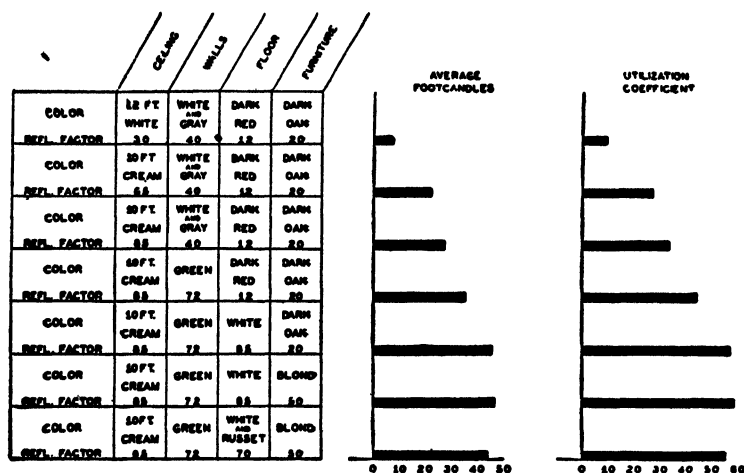 CEILING WALLS FLOOR FURNITURE
AVERAGE FOOTCANDLES
UTILIZATION COEFFICIENT
COLOR 12 FT. WHITE WHITE AND GRAY DARK RED DARK OAK
REFL. FACTOR 30 40 12 20
COLOR 10 FT. CREAM WHITE AND GRAY DARK RED DARK OAK
REFL. FACTOR 65 40 12 20
COLOR 10 FT. CREAM WHITE AND GRAY DARK RED DARK OAK
REFL. FACTOR 85 40 12 20
COLOR 10 FT. CREAM GREEN DARK RED DARK OAK
REFL. FACTOR 85 72 12 20
COLOR 10 FT. CREAM GREEN WHITE DARK OAK
REFL. FACTOR 85 72 85 20
COLOR 10 FT. CREAM GREEN WHITE BLOND
REFL. FACTOR 85 72 85 50
COLOR 10 FT. CREAM GREEN WHITE AND RUSSET BLOND
REFL. FACTOR 85 72 70 50
0 10 20 30 40 50
0 10 20 30 40 50 60